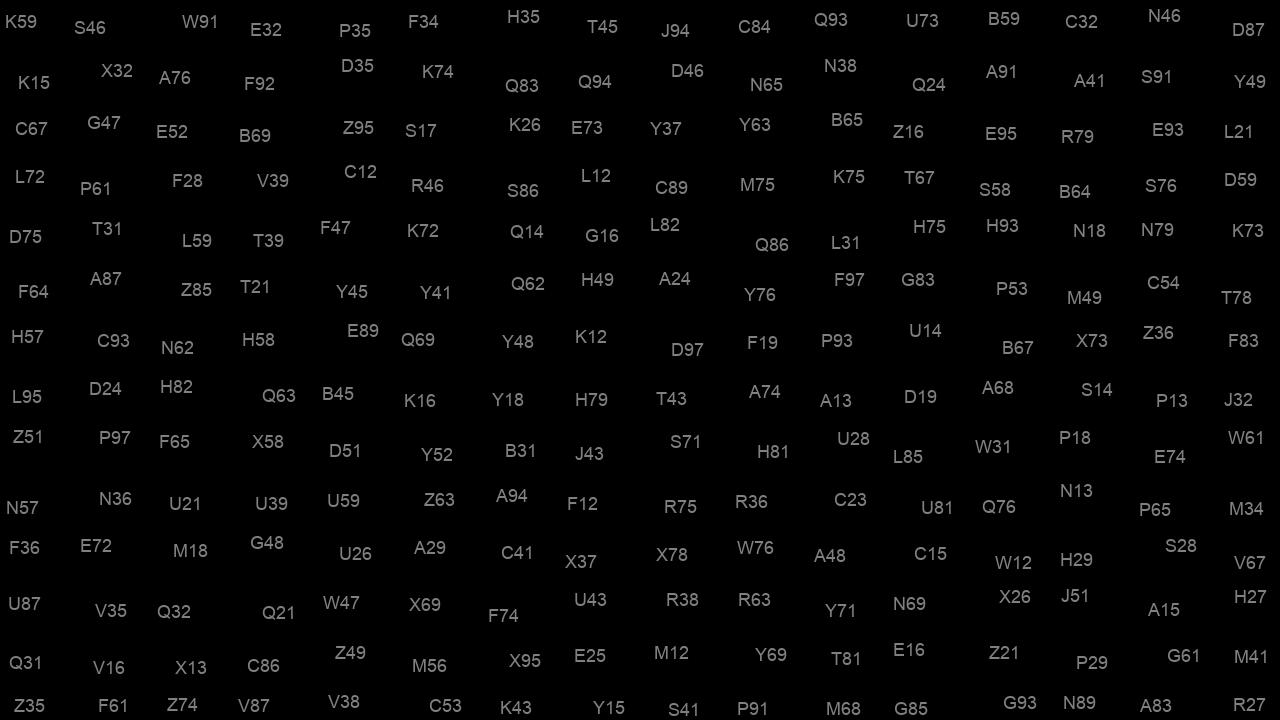 K59 S46 W91 E32 P35 F34 H35 T45 J94 C84 Q93 U73 B59 C32 N46 D87
K15 X32 A76 F92 D35 K74 Q83 Q94 D46 N65 N38 Q24 A91 A41 S91 Y49
C67 G47 E52 B69 Z95 S17 K26 E73 Y37 Y63 B65 Z16 E95 R79 E93 L21
L72 P61 F28 V39 C12 R46 S86 L12 C89 M75 K75 T67 S58 B64 S76 D59
D75 T31 L59 T39 F47 K72 Q14 G16 L82 Q86 L31 H75 H93 N18 N79 K73
F64 A87 Z85 T21 Y45 Y41 Q62 H49 A24 Y76 F97 G83 P53 M49 C54 T78
H57 C93 N62 H58 E89 Q69 Y48 K12 D97 F19 P93 U14 B67 X73 Z36 F83
L95 D24 H82 Q63 B45 K16 Y18 H79 T43 A74 A13 D19 A68 S14 P13 J32
Z51 P97 F65 X58 D51 Y52 B31 J43 S71 H81 U28 L85 W31 P18 E74 W61
N57 N36 U21 U39 U59 Z63 A94 F12 R75 R36 C23 U81 Q76 N13 P65 M34
F36 E72 M18 G48 U26 A29 C41 X37 X78 W76 A48 C15 W12 H29 S28 V67
U87 V35 Q32 Q21 W47 X69 F74 U43 R38 R63 Y71 N69 X26 J51 A15 H27
Q31 V16 X13 C86 Z49 M56 X95 E25 M12 Y69 T81 E16 Z21 P29 G61 M41
Z35 F61 Z74 V87 V38 C53 K43 Y15 S41 P91 M68 G85 G93 N89 A83 R27